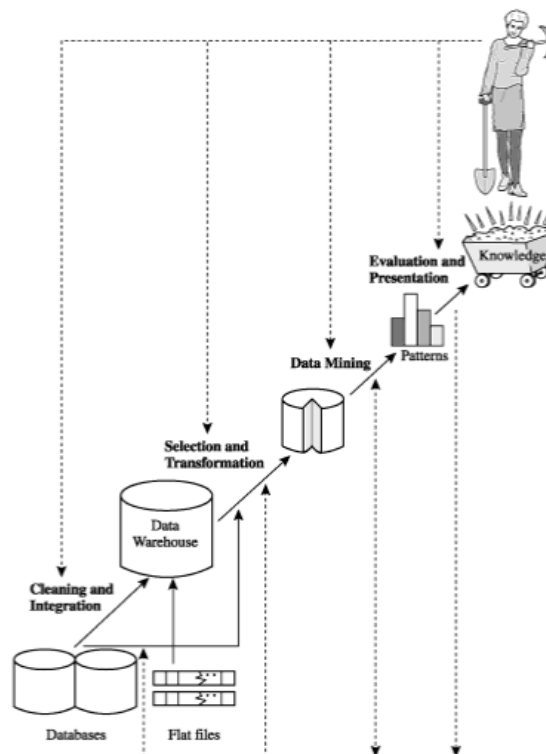 Evaluation and
Presentation
Knowledge
Patterns
Data Mining
Selection and
Transformation
Data
Warehouse
Cleaning and
Integration
Databases
Flat files